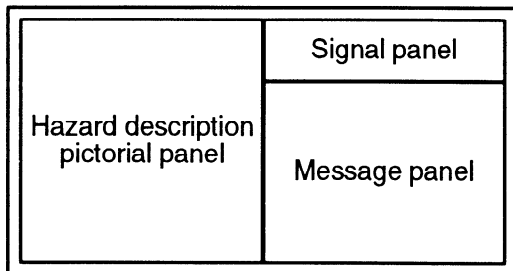 Hazard description
pictorial panel
Signal panel
Message panel